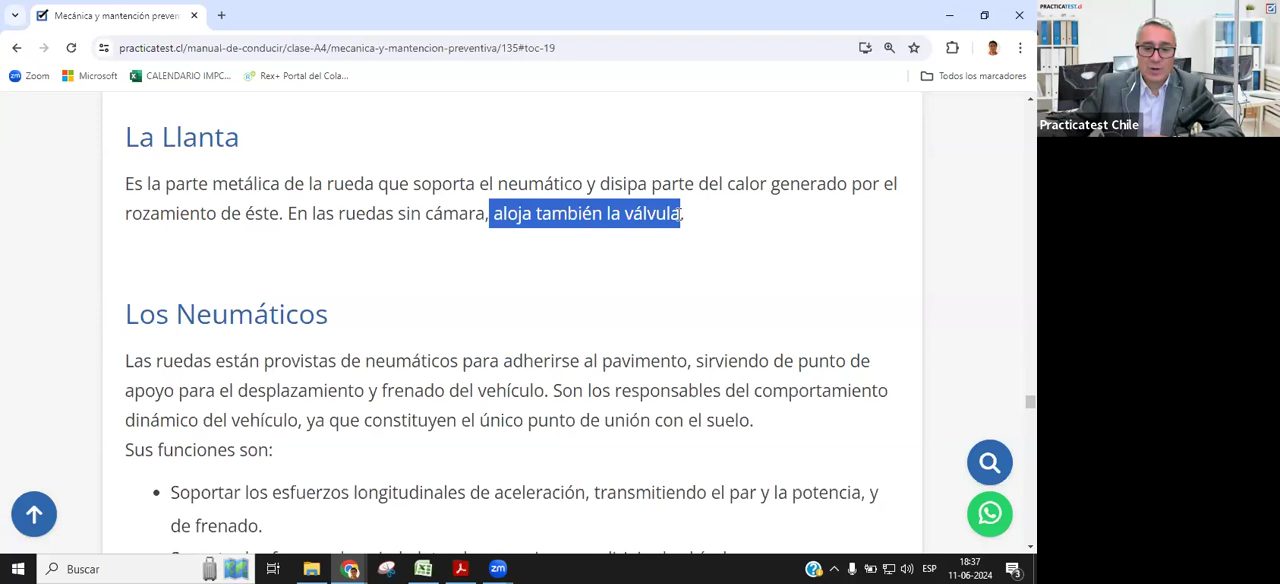 Mecánica y mantención preven
practicatest.cl/manual-de-conducir/clase-A4/mecanica-y-mantencion-preventiva/135#toc-19
Zoom
Microsoft
CALENDARIO IMPC...
Rex+ Portal del Cola...
Todos los marcadores
PRACTICATEST.cl
Practicatest Chile
La Llanta
Es la parte metálica de la rueda que soporta el neumático y disipa parte del calor generado por el
rozamiento de éste. En las ruedas sin cámara, aloja también la válvula.
Los Neumáticos
Las ruedas están provistas de neumáticos para adherirse al pavimento, sirviendo de punto de
apoyo para el desplazamiento y frenado del vehículo. Son los responsables del comportamiento
dinámico del vehículo, ya que constituyen el único punto de unión con el suelo.
Sus funciones son:
Soportar los esfuerzos longitudinales de aceleración, transmitiendo el par y la potencia, y
de frenado.
Buscar
zm
ESP
18:37
11-06-2024
3